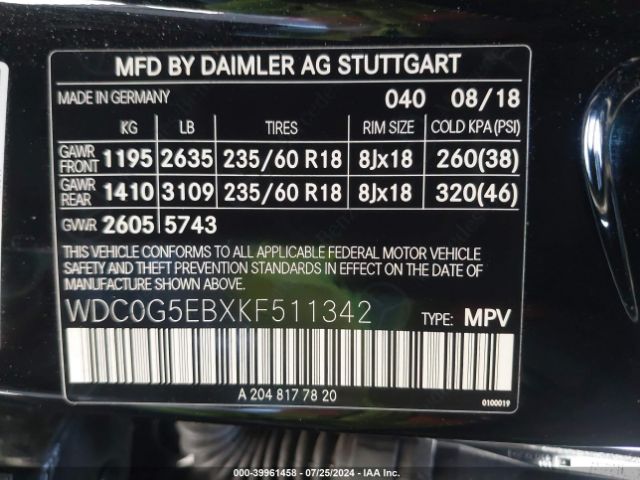 MFD BY DAIMLER AG STUTTGART
MADE IN GERMANY 040 08/18
KG LB TIRES RIM SIZE COLD KPA (PSI)
GAWR FRONT 1195 2635 235/60 R18 8Jx18 260(38)
GAWR REAR 1410 3109 235/60 R18 8Jx18 320(46)
GVWR 2605 5743
THIS VEHICLE CONFORMS TO ALL APPLICABLE FEDERAL MOTOR VEHICLE
SAFETY AND THEFT PREVENTION STANDARDS IN EFFECT ON THE DATE OF
MANUFACTURE SHOWN ABOVE.
WDC0G5EBXKF511342 TYPE: MPV
A 204 817 78 20
0100019
000-39961458 - 07/25/2024 - IAA Inc.